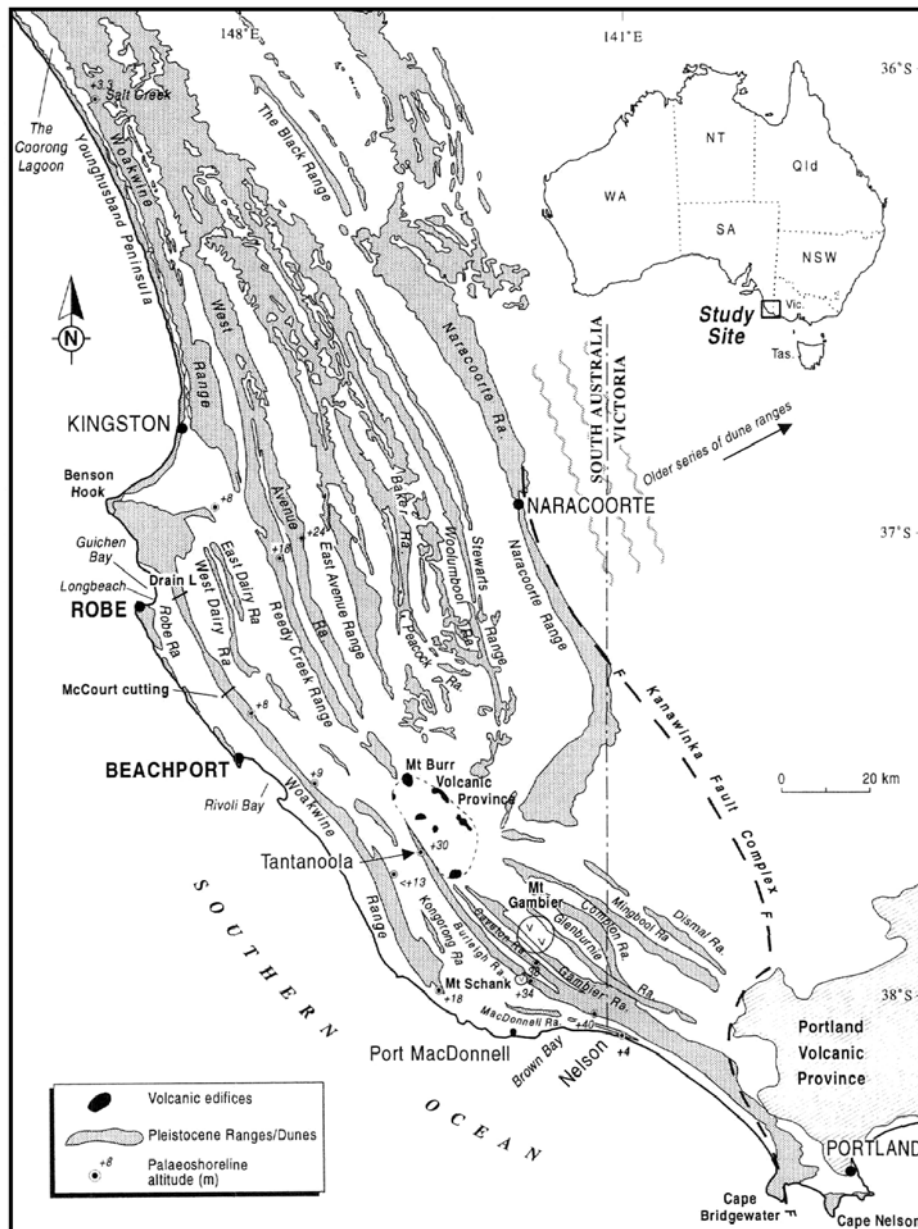 148°E
141°E
36°S
+3.3
Salt Creek
The
Coorong
Lagoon
Woakwine
Range
Younghusband Peninsula
The Black Range
WA
NT
Qld
SA
NSW
Vic.
Tas.
Study
Site
N
West
Avenue
Ra.
Naracoorte Ra.
SOUTH AUSTRALIA
VICTORIA
Older series of dune ranges
KINGSTON
Benson
Hook
+8
NARACOORTE
37°S
Baker Ra.
Woolumbool Ra.
Stewarts
Range
+24
+18
East Avenue Range
Reedy Creek Range
Peacock
Ra.
Naracoorte Range
Guichen
Bay
Longbeach
Drain L
East Dairy Ra
West Dairy Ra
ROBE
Robe Ra
McCourt cutting
+8
F
Kanawinka Fault Complex
F
BEACHPORT
Rivoli Bay
+9
Woakwine
Range
Mt Burr
Volcanic
Province
0 20 km
Tantanoola
+30
<+13
Mt
Gambier
V
V
Dismal Ra.
Mingbool Ra
Compton Ra.
Glenburnie
Ra.
Caveton Ra.
Burleigh Ra.
Kongorong Ra
Gambier Ra.
Mt Schank
V
38
+34
+18
+40
38°S
MacDonnell Ra.
Port MacDonnell
Brown Bay
Nelson
+4
SOUTHERN
OCEAN
Portland
Volcanic
Province
PORTLAND
Cape
Bridgewater
F
Cape Nelson
Volcanic edifices
Pleistocene Ranges/Dunes
+8
Palaeoshoreline
altitude (m)